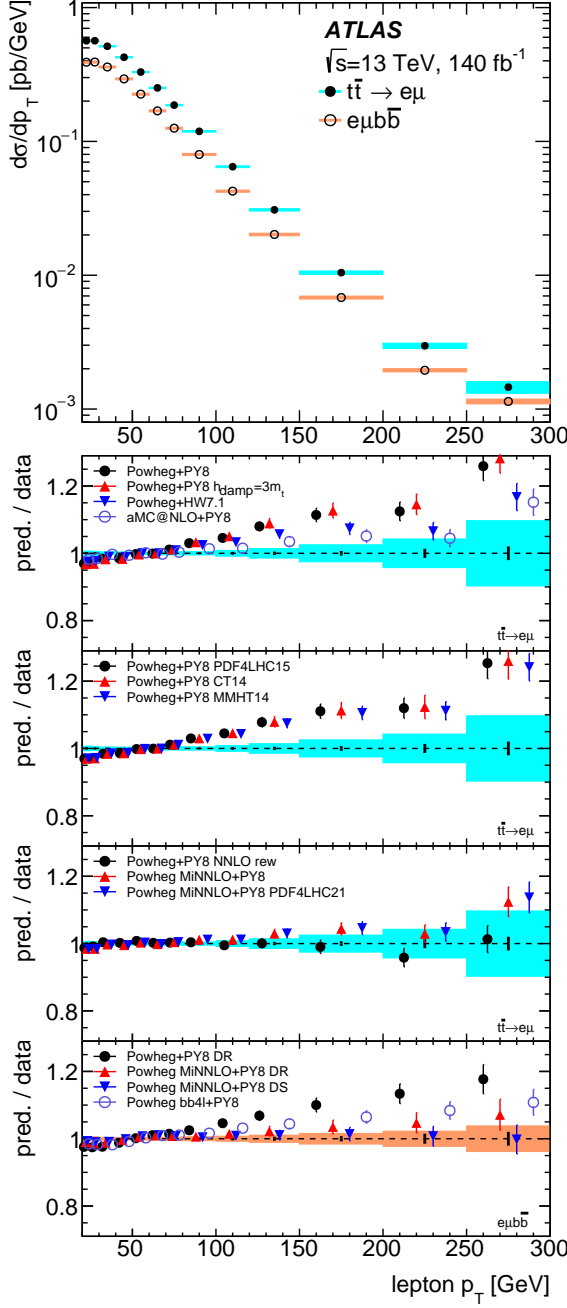 ATLAS
√s=13 TeV, 140 fb⁻¹
tt̄ → eμ
eμbb̄
dσ/dp_T [pb/GeV]
1
10⁻¹
10⁻²
10⁻³
50 100 150 200 250 300
pred. / data
1.2
1
0.8
Powheg+PY8
Powheg+PY8 h_damp=3m_t
Powheg+HW7.1
aMC@NLO+PY8
tt̄→eμ
pred. / data
1.2
1
0.8
Powheg+PY8 PDF4LHC15
Powheg+PY8 CT14
Powheg+PY8 MMHT14
tt̄→eμ
pred. / data
1.2
1
0.8
Powheg+PY8 NNLO rew
Powheg MiNNLO+PY8
Powheg MiNNLO+PY8 PDF4LHC21
tt̄→eμ
pred. / data
1.2
1
0.8
Powheg+PY8 DR
Powheg MiNNLO+PY8 DR
Powheg MiNNLO+PY8 DS
Powheg bb4l+PY8
eμbb̄
50 100 150 200 250 300
lepton p_T [GeV]